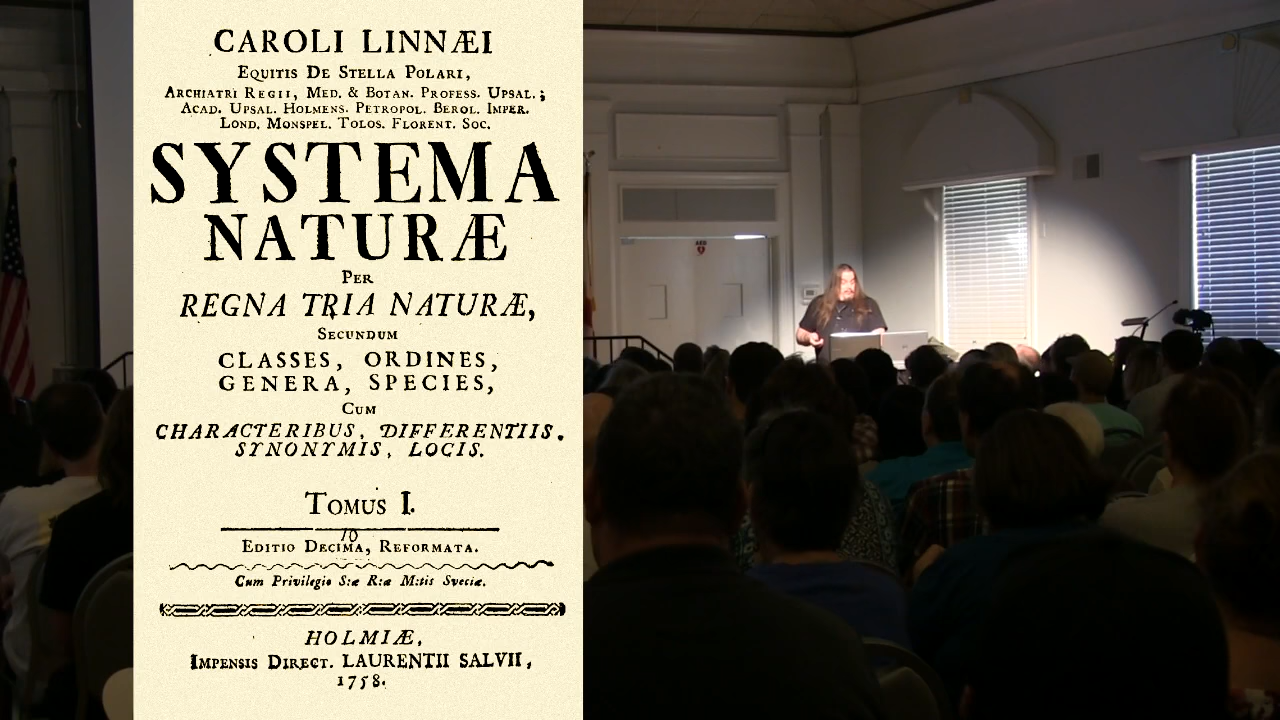 CAROLI LINNÆI
EQUITIS DE STELLA POLARI,
ARCHIATRI REGII, MED. & BOTAN. PROFESS. UPSAL.;
ACAD. UPSAL. HOLMENS. PETROPOL. BEROL. IMPER.
LOND. MONSPEL. TOLOS. FLORENT. SOC.
SYSTEMA
NATURÆ
PER
REGNA TRIA NATURÆ,
SECUNDUM
CLASSES, ORDINES,
GENERA, SPECIES,
CUM
CHARACTERIBUS, DIFFERENTIIS.
SYNONYMIS, LOCIS.
TOMUS I.
10
EDITIO DECIMA, REFORMATA.
Cum Privilegio S:æ R:æ M:tis Sveciæ.
HOLMIÆ,
IMPENSIS DIRECT. LAURENTII SALVII,
1758.
AED